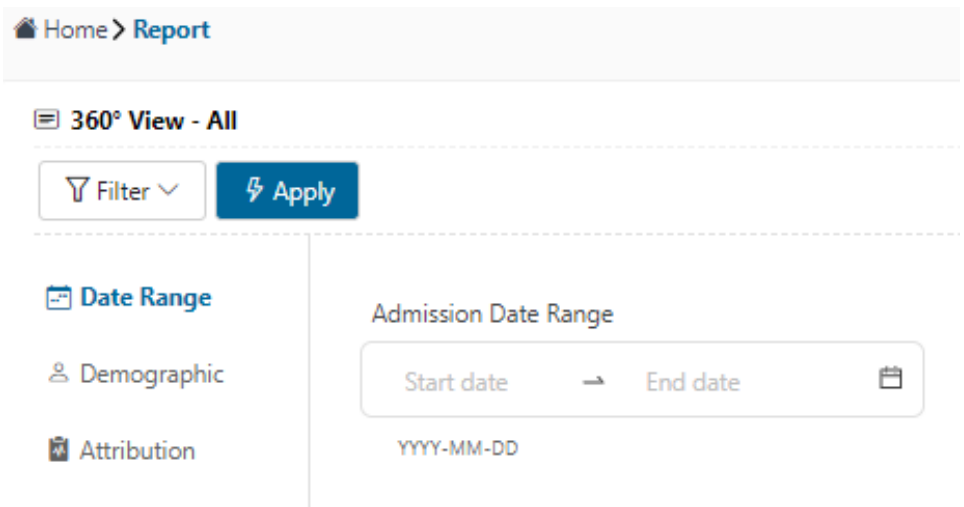 Home > Report
360° View - All
Filter Apply
Date Range
Admission Date Range
Start date → End date
Demographic
YYYY-MM-DD
Attribution